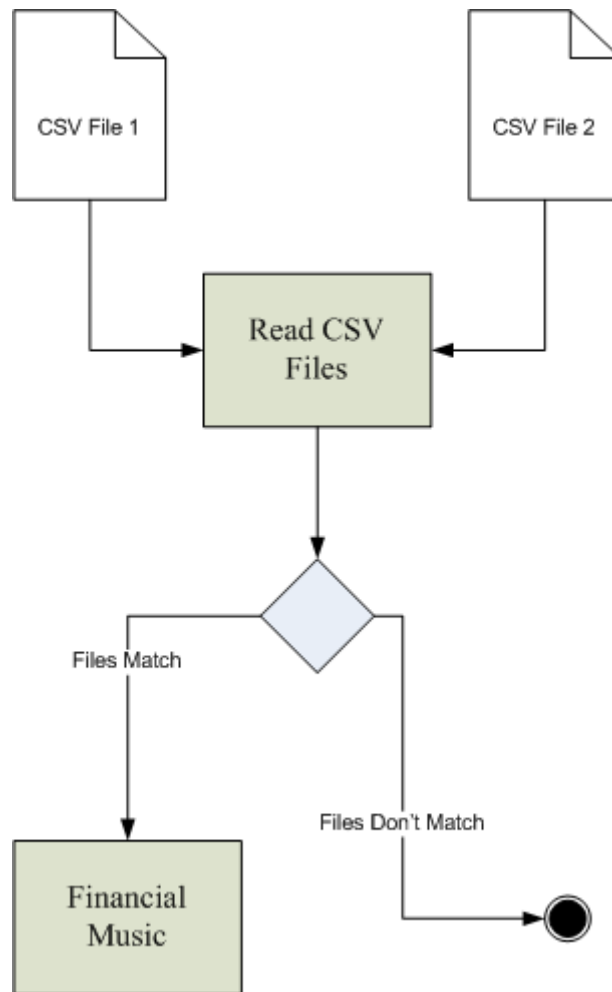 CSV File 1
CSV File 2
Read CSV
Files
Files Match
Files Don't Match
Financial
Music